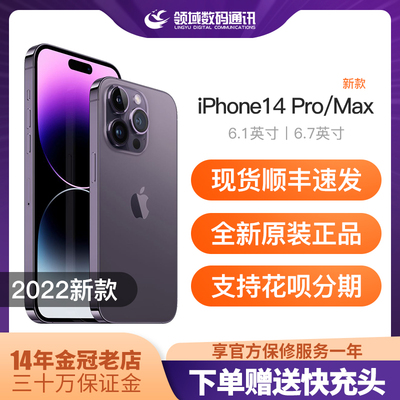 领域数码通讯
LINGYU DIGITAL COMMUNICATIONS
新款
iPhone14 Pro/Max
6.1英寸 | 6.7英寸
现货顺丰速发
全新原装正品
支持花呗分期
2022新款
14年金冠老店
三十万保证金
享官方保修服务一年
下单赠送快充头